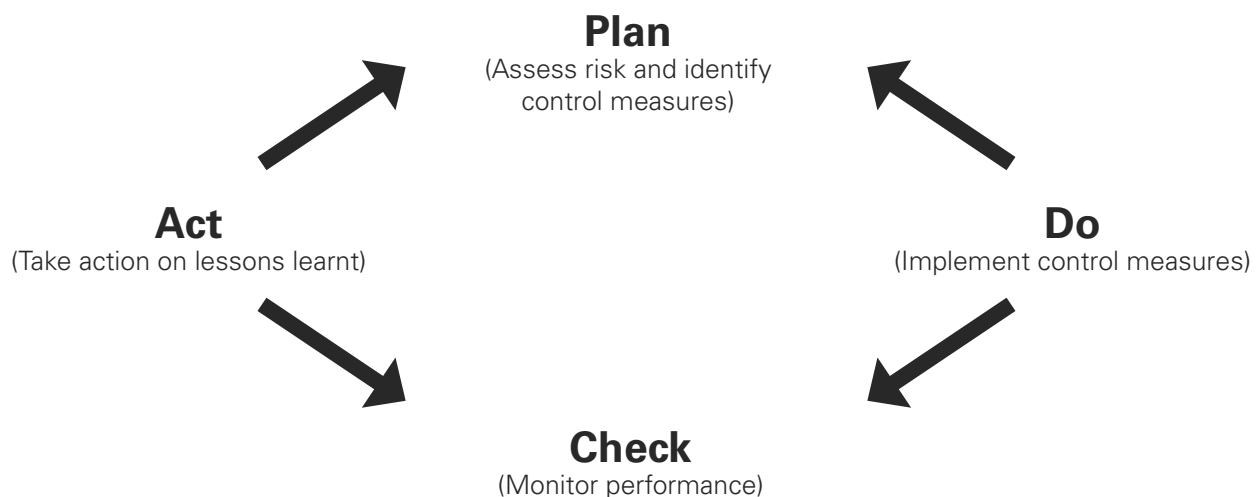 Plan
(Assess risk and identify
control measures)
Act
(Take action on lessons learnt)
Do
(Implement control measures)
Check
(Monitor performance)